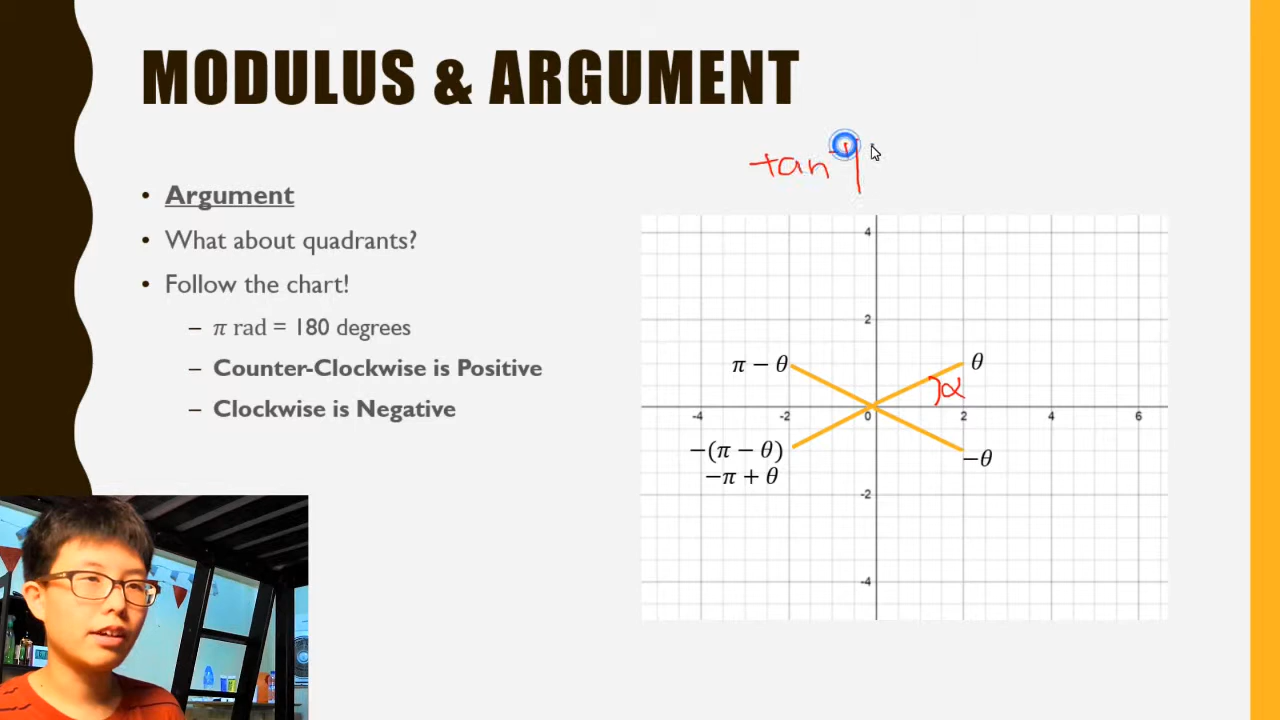 MODULUS & ARGUMENT
tan⁻¹
• Argument
• What about quadrants?
• Follow the chart!
– π rad = 180 degrees
– Counter-Clockwise is Positive
– Clockwise is Negative
4
2
π − θ
θ
α
-4
-2
0
2
4
6
−(π − θ)
−π + θ
−θ
-2
-4